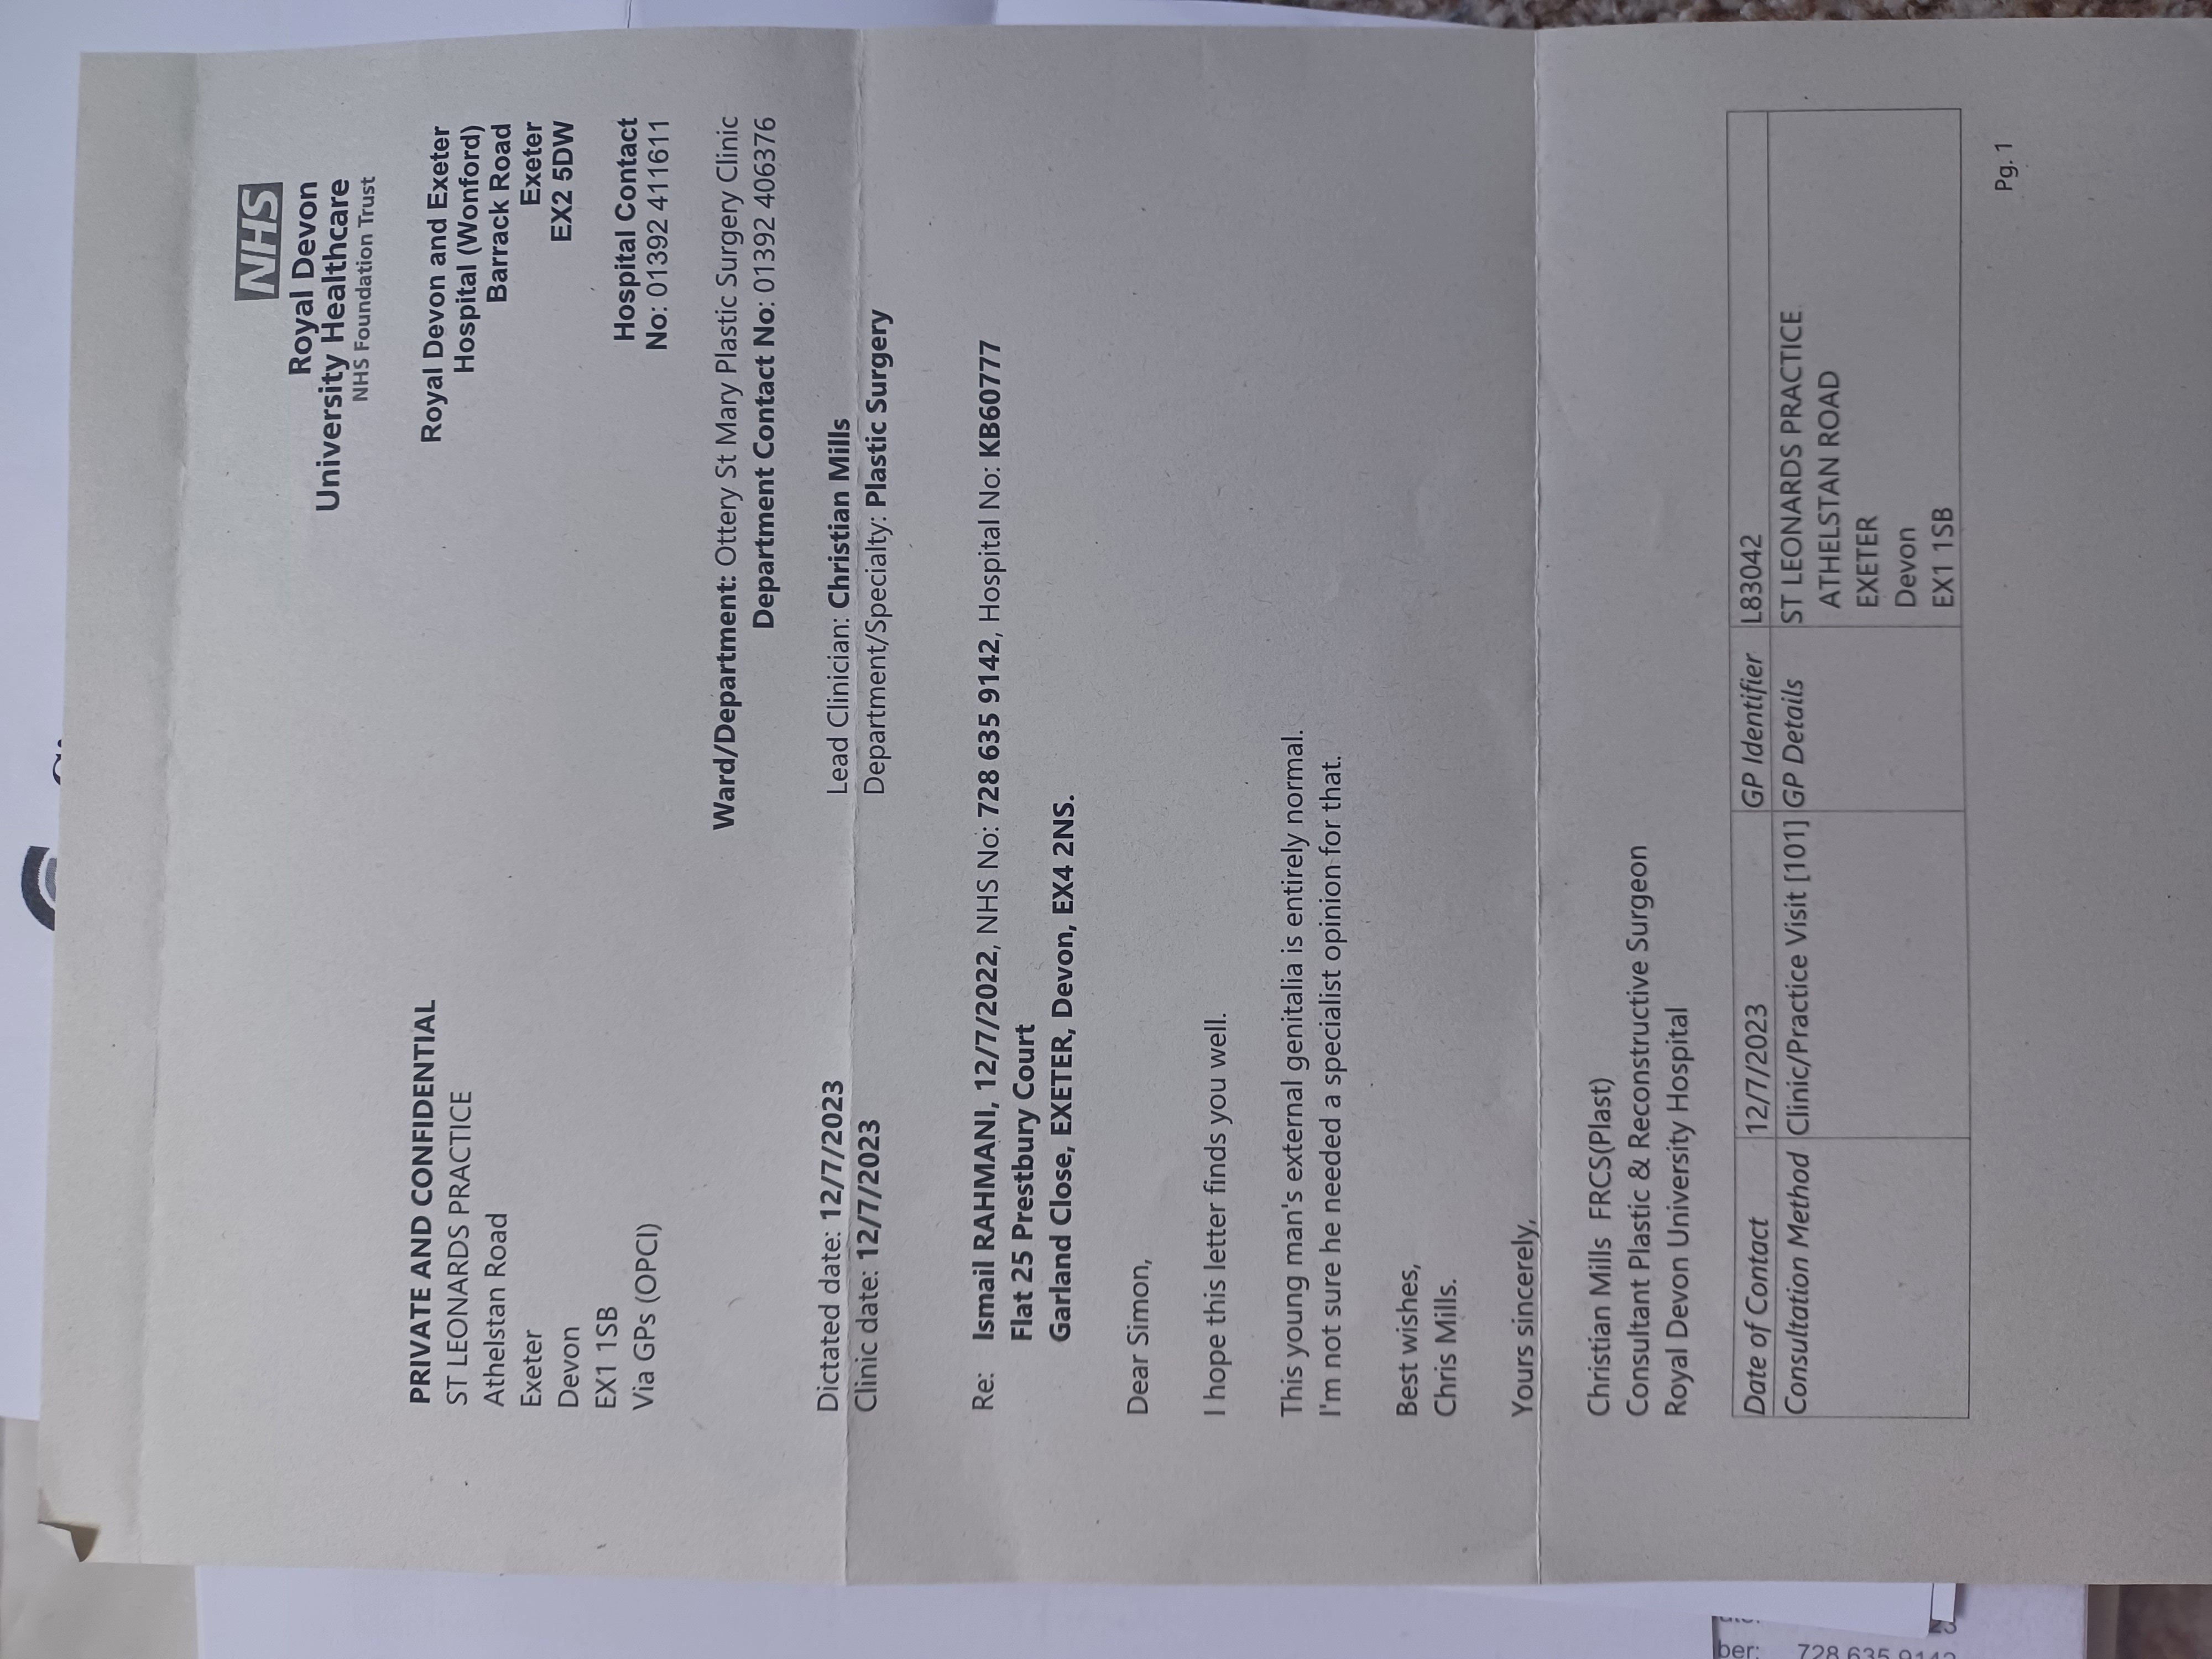 NHS
Royal Devon
University Healthcare
NHS Foundation Trust
PRIVATE AND CONFIDENTIAL
ST LEONARDS PRACTICE
Athelstan Road
Exeter
Devon
EX1 1SB
Via GPs (OPCI)
Royal Devon and Exeter
Hospital (Wonford)
Barrack Road
Exeter
EX2 5DW
Hospital Contact
No: 01392 411611
Ward/Department: Ottery St Mary Plastic Surgery Clinic
Department Contact No: 01392 406376
Dictated date: 12/7/2023
Clinic date: 12/7/2023
Lead Clinician: Christian Mills
Department/Specialty: Plastic Surgery
Re: Ismail RAHMANI, 12/7/2022, NHS No: 728 635 9142, Hospital No: KB60777
Flat 25 Prestbury Court
Garland Close, EXETER, Devon, EX4 2NS.
Dear Simon,
I hope this letter finds you well.
This young man's external genitalia is entirely normal.
I'm not sure he needed a specialist opinion for that.
Best wishes,
Chris Mills.
Yours sincerely,
Christian Mills FRCS(Plast)
Consultant Plastic & Reconstructive Surgeon
Royal Devon University Hospital
Date of Contact 12/7/2023 GP Identifier L83042
Consultation Method Clinic/Practice Visit [101] GP Details ST LEONARDS PRACTICE
ATHELSTAN ROAD
EXETER
Devon
EX1 1SB
Pg. 1
ber: 728 635 9142